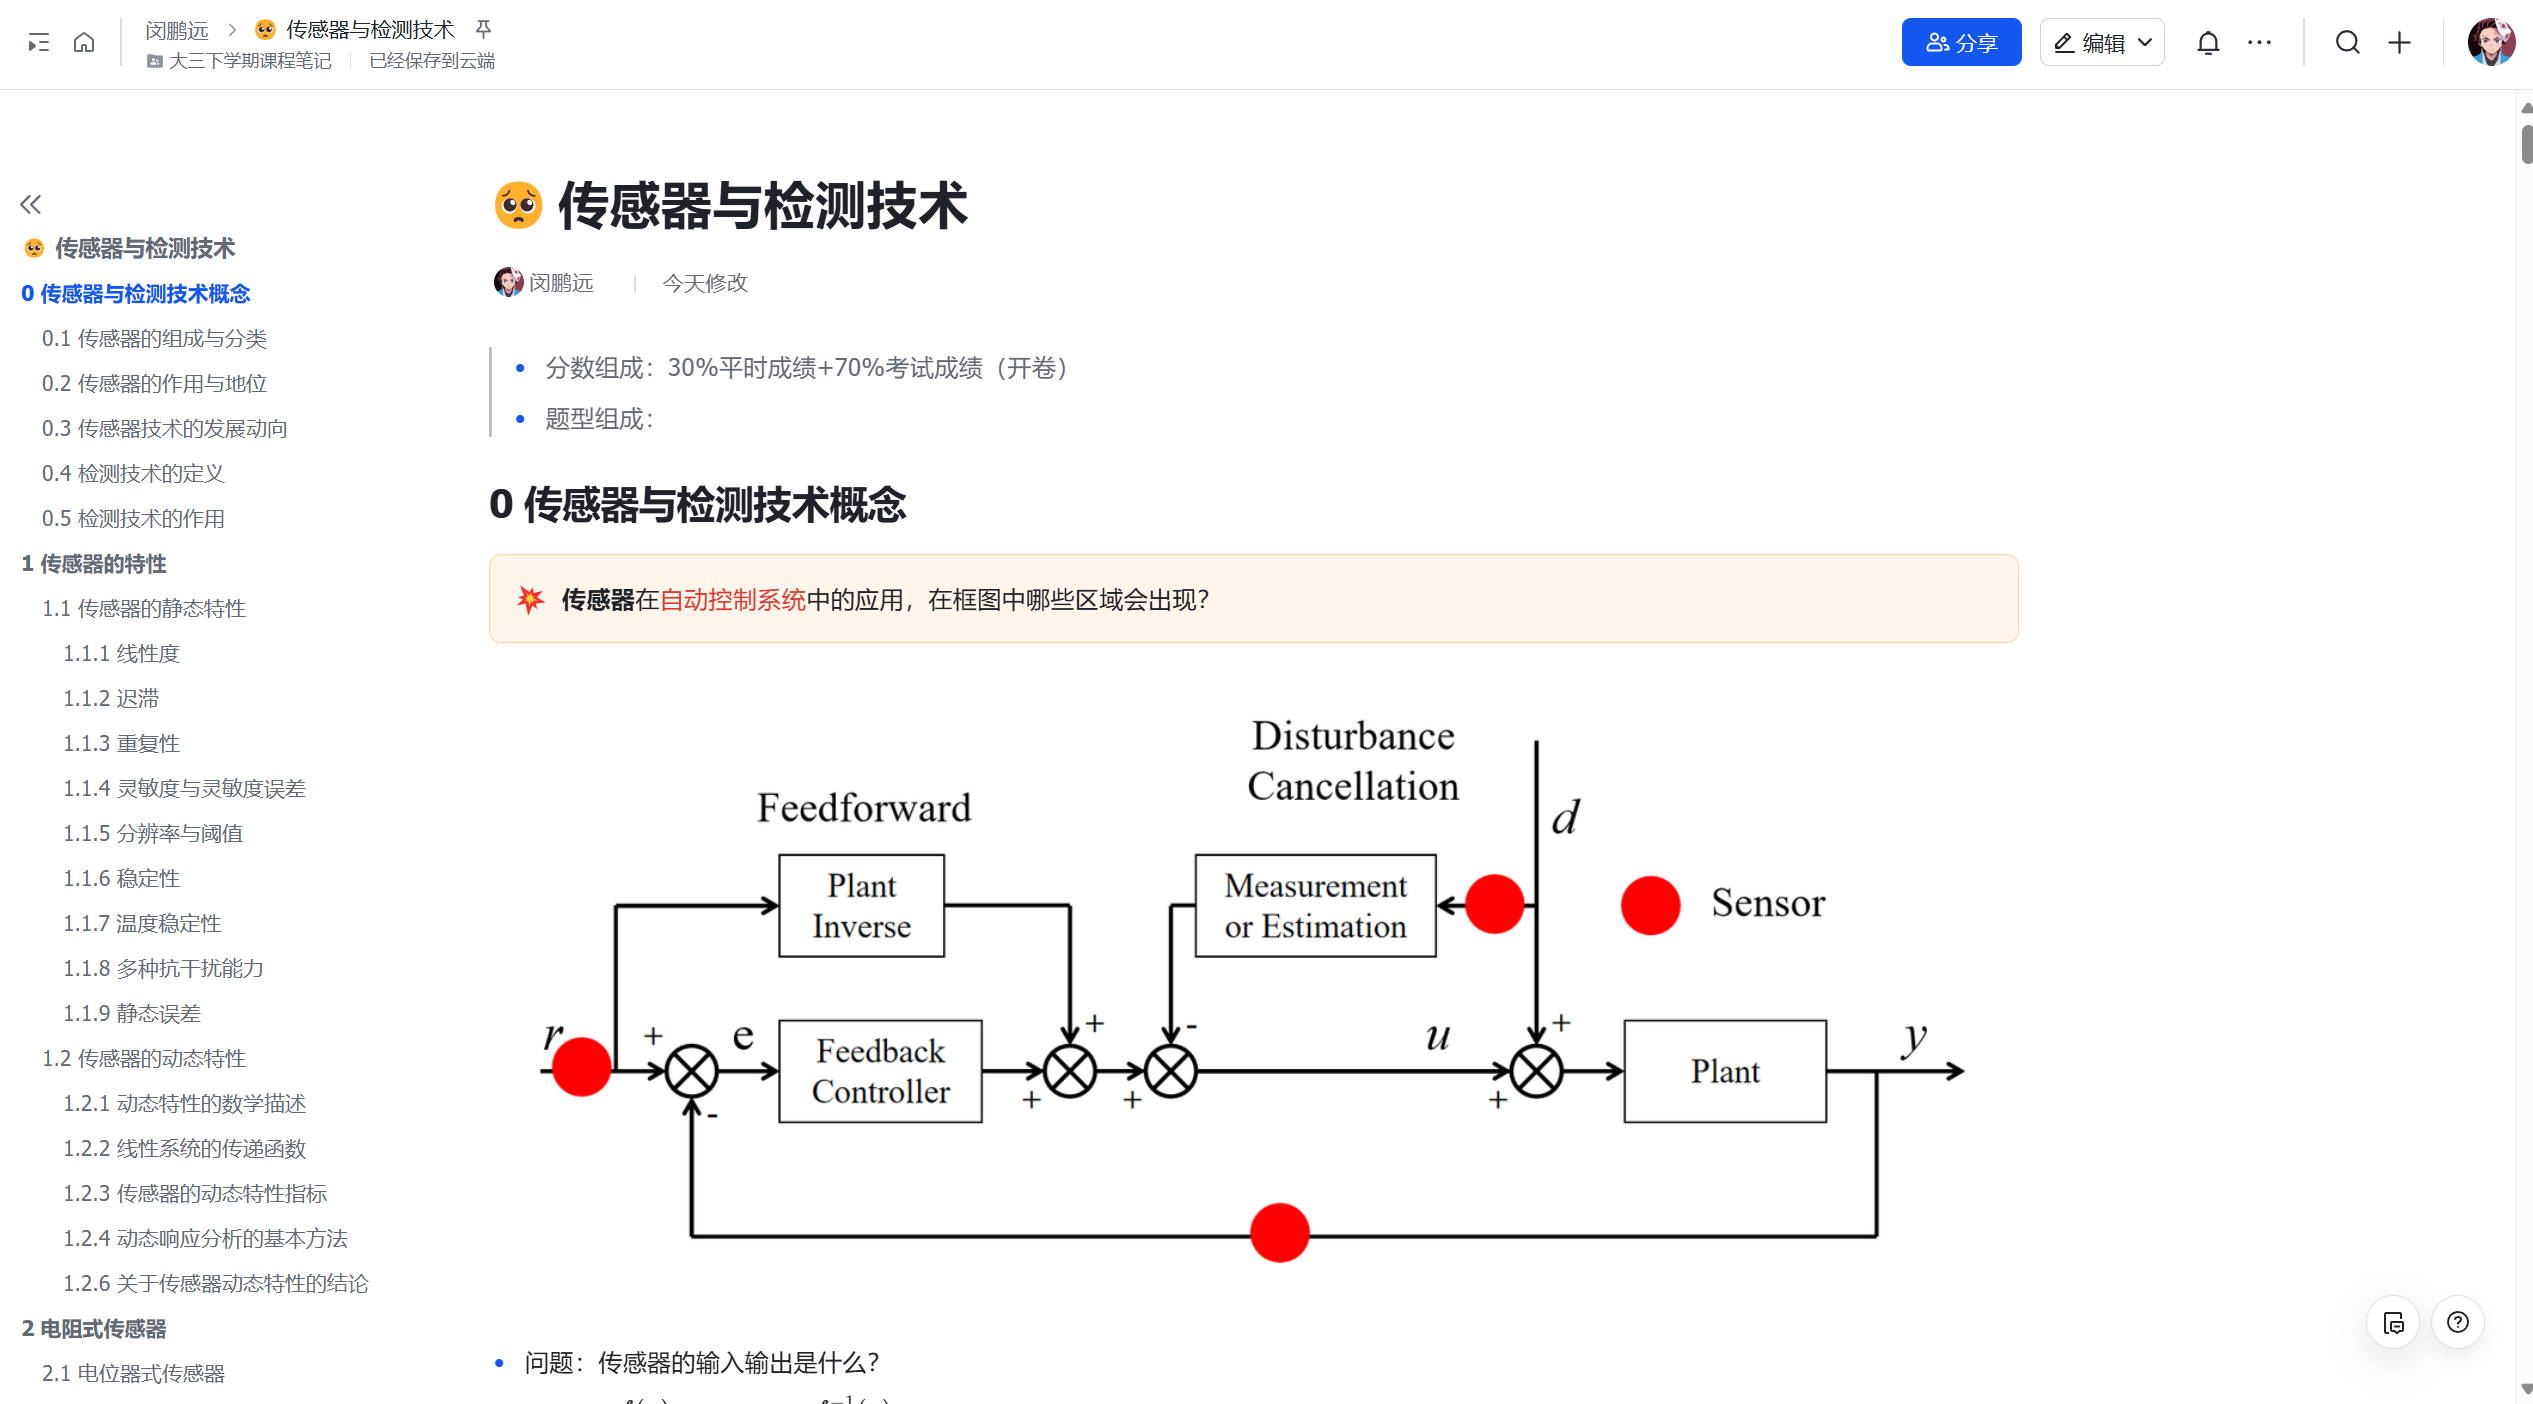 闵鹏远 > 🥺 传感器与检测技术
大三下学期课程笔记 | 已经保存到云端
分享
编辑
传感器与检测技术
0 传感器与检测技术概念
0.1 传感器的组成与分类
0.2 传感器的作用与地位
0.3 传感器技术的发展动向
0.4 检测技术的定义
0.5 检测技术的作用
1 传感器的特性
1.1 传感器的静态特性
1.1.1 线性度
1.1.2 迟滞
1.1.3 重复性
1.1.4 灵敏度与灵敏度误差
1.1.5 分辨率与阈值
1.1.6 稳定性
1.1.7 温度稳定性
1.1.8 多种抗干扰能力
1.1.9 静态误差
1.2 传感器的动态特性
1.2.1 动态特性的数学描述
1.2.2 线性系统的传递函数
1.2.3 传感器的动态特性指标
1.2.4 动态响应分析的基本方法
1.2.6 关于传感器动态特性的结论
2 电阻式传感器
2.1 电位器式传感器
🥺 传感器与检测技术
闵鹏远 | 今天修改
分数组成：30%平时成绩+70%考试成绩（开卷）
题型组成：
0 传感器与检测技术概念
💥 传感器在自动控制系统中的应用，在框图中哪些区域会出现？
Disturbance
Cancellation
Feedforward
d
Plant
Inverse
Measurement
or Estimation
Sensor
r
+
e
Feedback
Controller
+
-
u
+
Plant
y
-
+
+
+
问题：传感器的输入输出是什么？